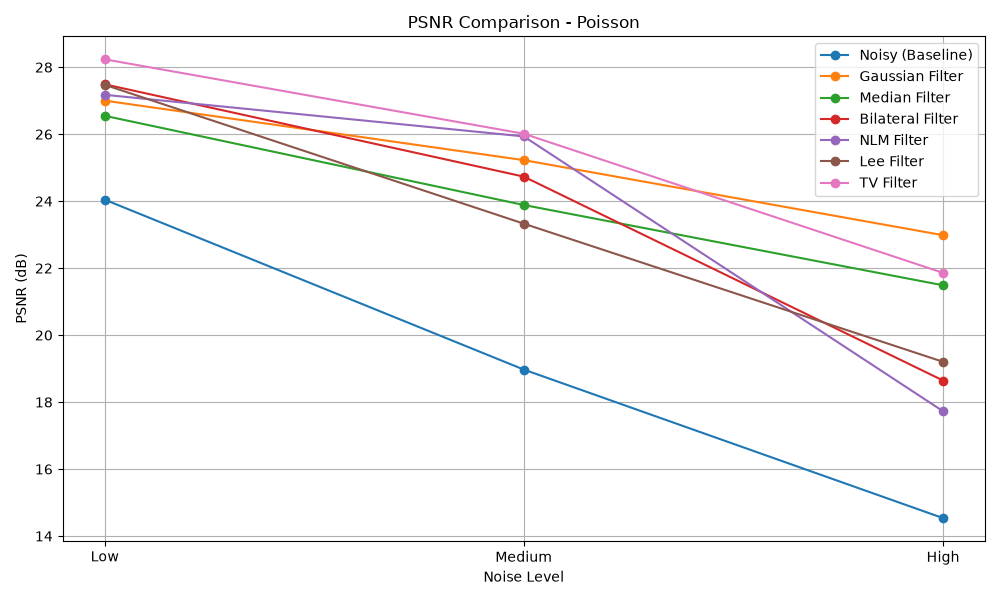 PSNR Comparison - Poisson
PSNR (dB)
28
26
24
22
20
18
16
14
Low
Medium
High
Noise Level
Noisy (Baseline)
Gaussian Filter
Median Filter
Bilateral Filter
NLM Filter
Lee Filter
TV Filter